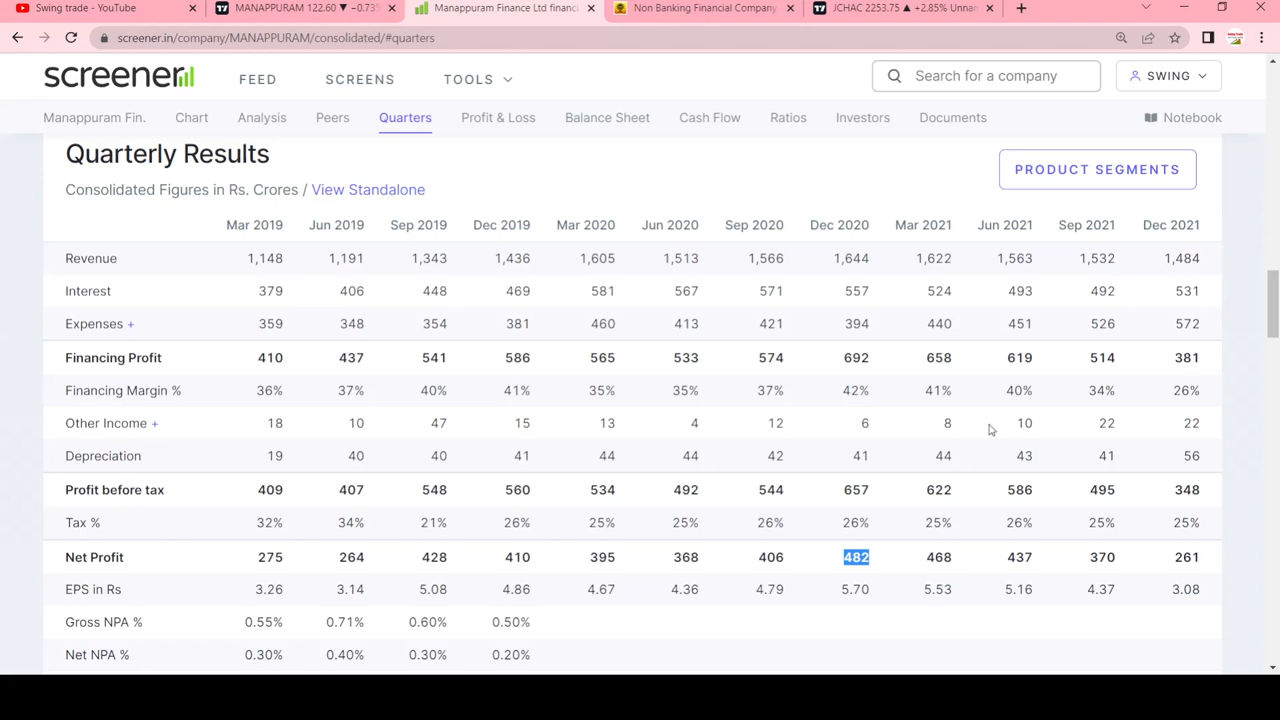 Swing trade - YouTube × MANAPPURAM 122.60 ▼ −0.73% × Manappuram Finance Ltd financi × Non Banking Financial Company × JCHAC 2253.75 ▲ +2.85% Unnan × +
screener.in/company/MANAPPURAM/consolidated/#quarters
screener FEED SCREENS TOOLS Search for a company SWING
Manappuram Fin. Chart Analysis Peers Quarters Profit & Loss Balance Sheet Cash Flow Ratios Investors Documents Notebook
Quarterly Results
PRODUCT SEGMENTS
Consolidated Figures in Rs. Crores / View Standalone
Mar 2019 Jun 2019 Sep 2019 Dec 2019 Mar 2020 Jun 2020 Sep 2020 Dec 2020 Mar 2021 Jun 2021 Sep 2021 Dec 2021
Revenue 1,148 1,191 1,343 1,436 1,605 1,513 1,566 1,644 1,622 1,563 1,532 1,484
Interest 379 406 448 469 581 567 571 557 524 493 492 531
Expenses + 359 348 354 381 460 413 421 394 440 451 526 572
Financing Profit 410 437 541 586 565 533 574 692 658 619 514 381
Financing Margin % 36% 37% 40% 41% 35% 35% 37% 42% 41% 40% 34% 26%
Other Income + 18 10 47 15 13 4 12 6 8 10 22 22
Depreciation 19 40 40 41 44 44 42 41 44 43 41 56
Profit before tax 409 407 548 560 534 492 544 657 622 586 495 348
Tax % 32% 34% 21% 26% 25% 25% 26% 26% 25% 26% 25% 25%
Net Profit 275 264 428 410 395 368 406 482 468 437 370 261
EPS in Rs 3.26 3.14 5.08 4.86 4.67 4.36 4.79 5.70 5.53 5.16 4.37 3.08
Gross NPA % 0.55% 0.71% 0.60% 0.50%
Net NPA % 0.30% 0.40% 0.30% 0.20%